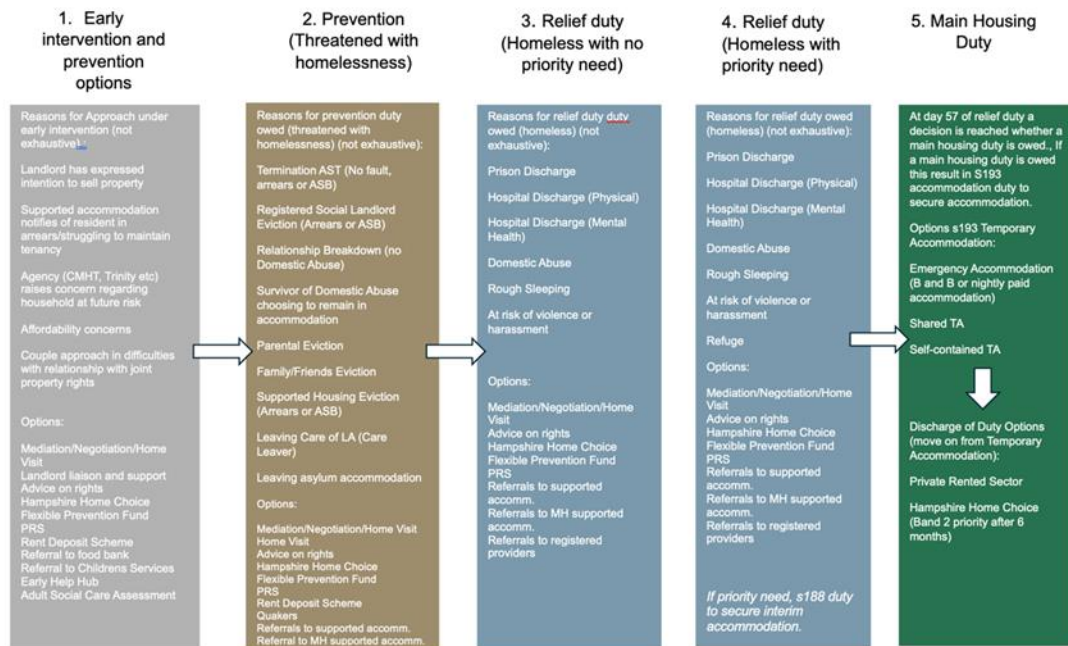 1. Early
intervention and
prevention
options
Reasons for Approach under
early intervention (not
exhaustive) :
Landlord has expressed
intention to sell property
Supported accommodation
notifies of resident in
arrears/struggling to maintain
tenancy
Agency (CMHT, Trinity etc)
raises concern regarding
household at future risk
Affordability concerns
Couple approach in difficulties
with relationship with joint
property rights
Options:
Mediation/Negotiation/Home
Visit
Landlord liaison and support
Advice on rights
Hampshire Home Choice
Flexible Prevention Fund
PRS
Rent Deposit Scheme
Referral to food bank
Referral to Childrens Services
Early Help Hub
Adult Social Care Assessment
2. Prevention
(Threatened with
homelessness)
Reasons for prevention duty
owed (threatened with
homelessness) (not exhaustive):
Termination AST (No fault,
arrears or ASB)
Registered Social Landlord
Eviction (Arrears or ASB)
Relationship Breakdown (no
Domestic Abuse)
Survivor of Domestic Abuse
choosing to remain in
accommodation
Parental Eviction
Family/Friends Eviction
Supported Housing Eviction
(Arrears or ASB)
Leaving Care of LA (Care
Leaver)
Leaving asylum accommodation
Options:
Mediation/Negotiation/Home Visit
Home Visit
Advice on rights
Hampshire Home Choice
Flexible Prevention Fund
PRS
Rent Deposit Scheme
Quakers
Referrals to supported accomm.
Referral to MH supported accomm.
3. Relief duty
(Homeless with no
priority need)
Reasons for relief duty duty
owed (homeless) (not
exhaustive):
Prison Discharge
Hospital Discharge (Physical)
Hospital Discharge (Mental
Health)
Domestic Abuse
Rough Sleeping
At risk of violence or
harassment
Options:
Mediation/Negotiation/Home
Visit
Advice on rights
Hampshire Home Choice
Flexible Prevention Fund
PRS
Referrals to supported
accomm.
Referrals to MH supported
accomm.
Referrals to registered
providers
4. Relief duty
(Homeless with
priority need)
Reasons for relief duty owed
(homeless) (not exhaustive):
Prison Discharge
Hospital Discharge (Physical)
Hospital Discharge (Mental
Health)
Domestic Abuse
Rough Sleeping
At risk of violence or
harassment
Refuge
Options:
Mediation/Negotiation/Home
Visit
Advice on rights
Hampshire Home Choice
Flexible Prevention Fund
PRS
Referrals to supported
accomm.
Referrals to MH supported
accomm.
Referrals to registered
providers
If priority need, s188 duty
to secure interim
accommodation.
5. Main Housing
Duty
At day 57 of relief duty a
decision is reached whether a
main housing duty is owed., If
a main housing duty is owed
this result in S193
accommodation duty to
secure accommodation.
Options s193 Temporary
Accommodation:
Emergency Accommodation
(B and B or nightly paid
accommodation)
Shared TA
Self-contained TA
Discharge of Duty Options
(move on from Temporary
Accommodation):
Private Rented Sector
Hampshire Home Choice
(Band 2 priority after 6
months)